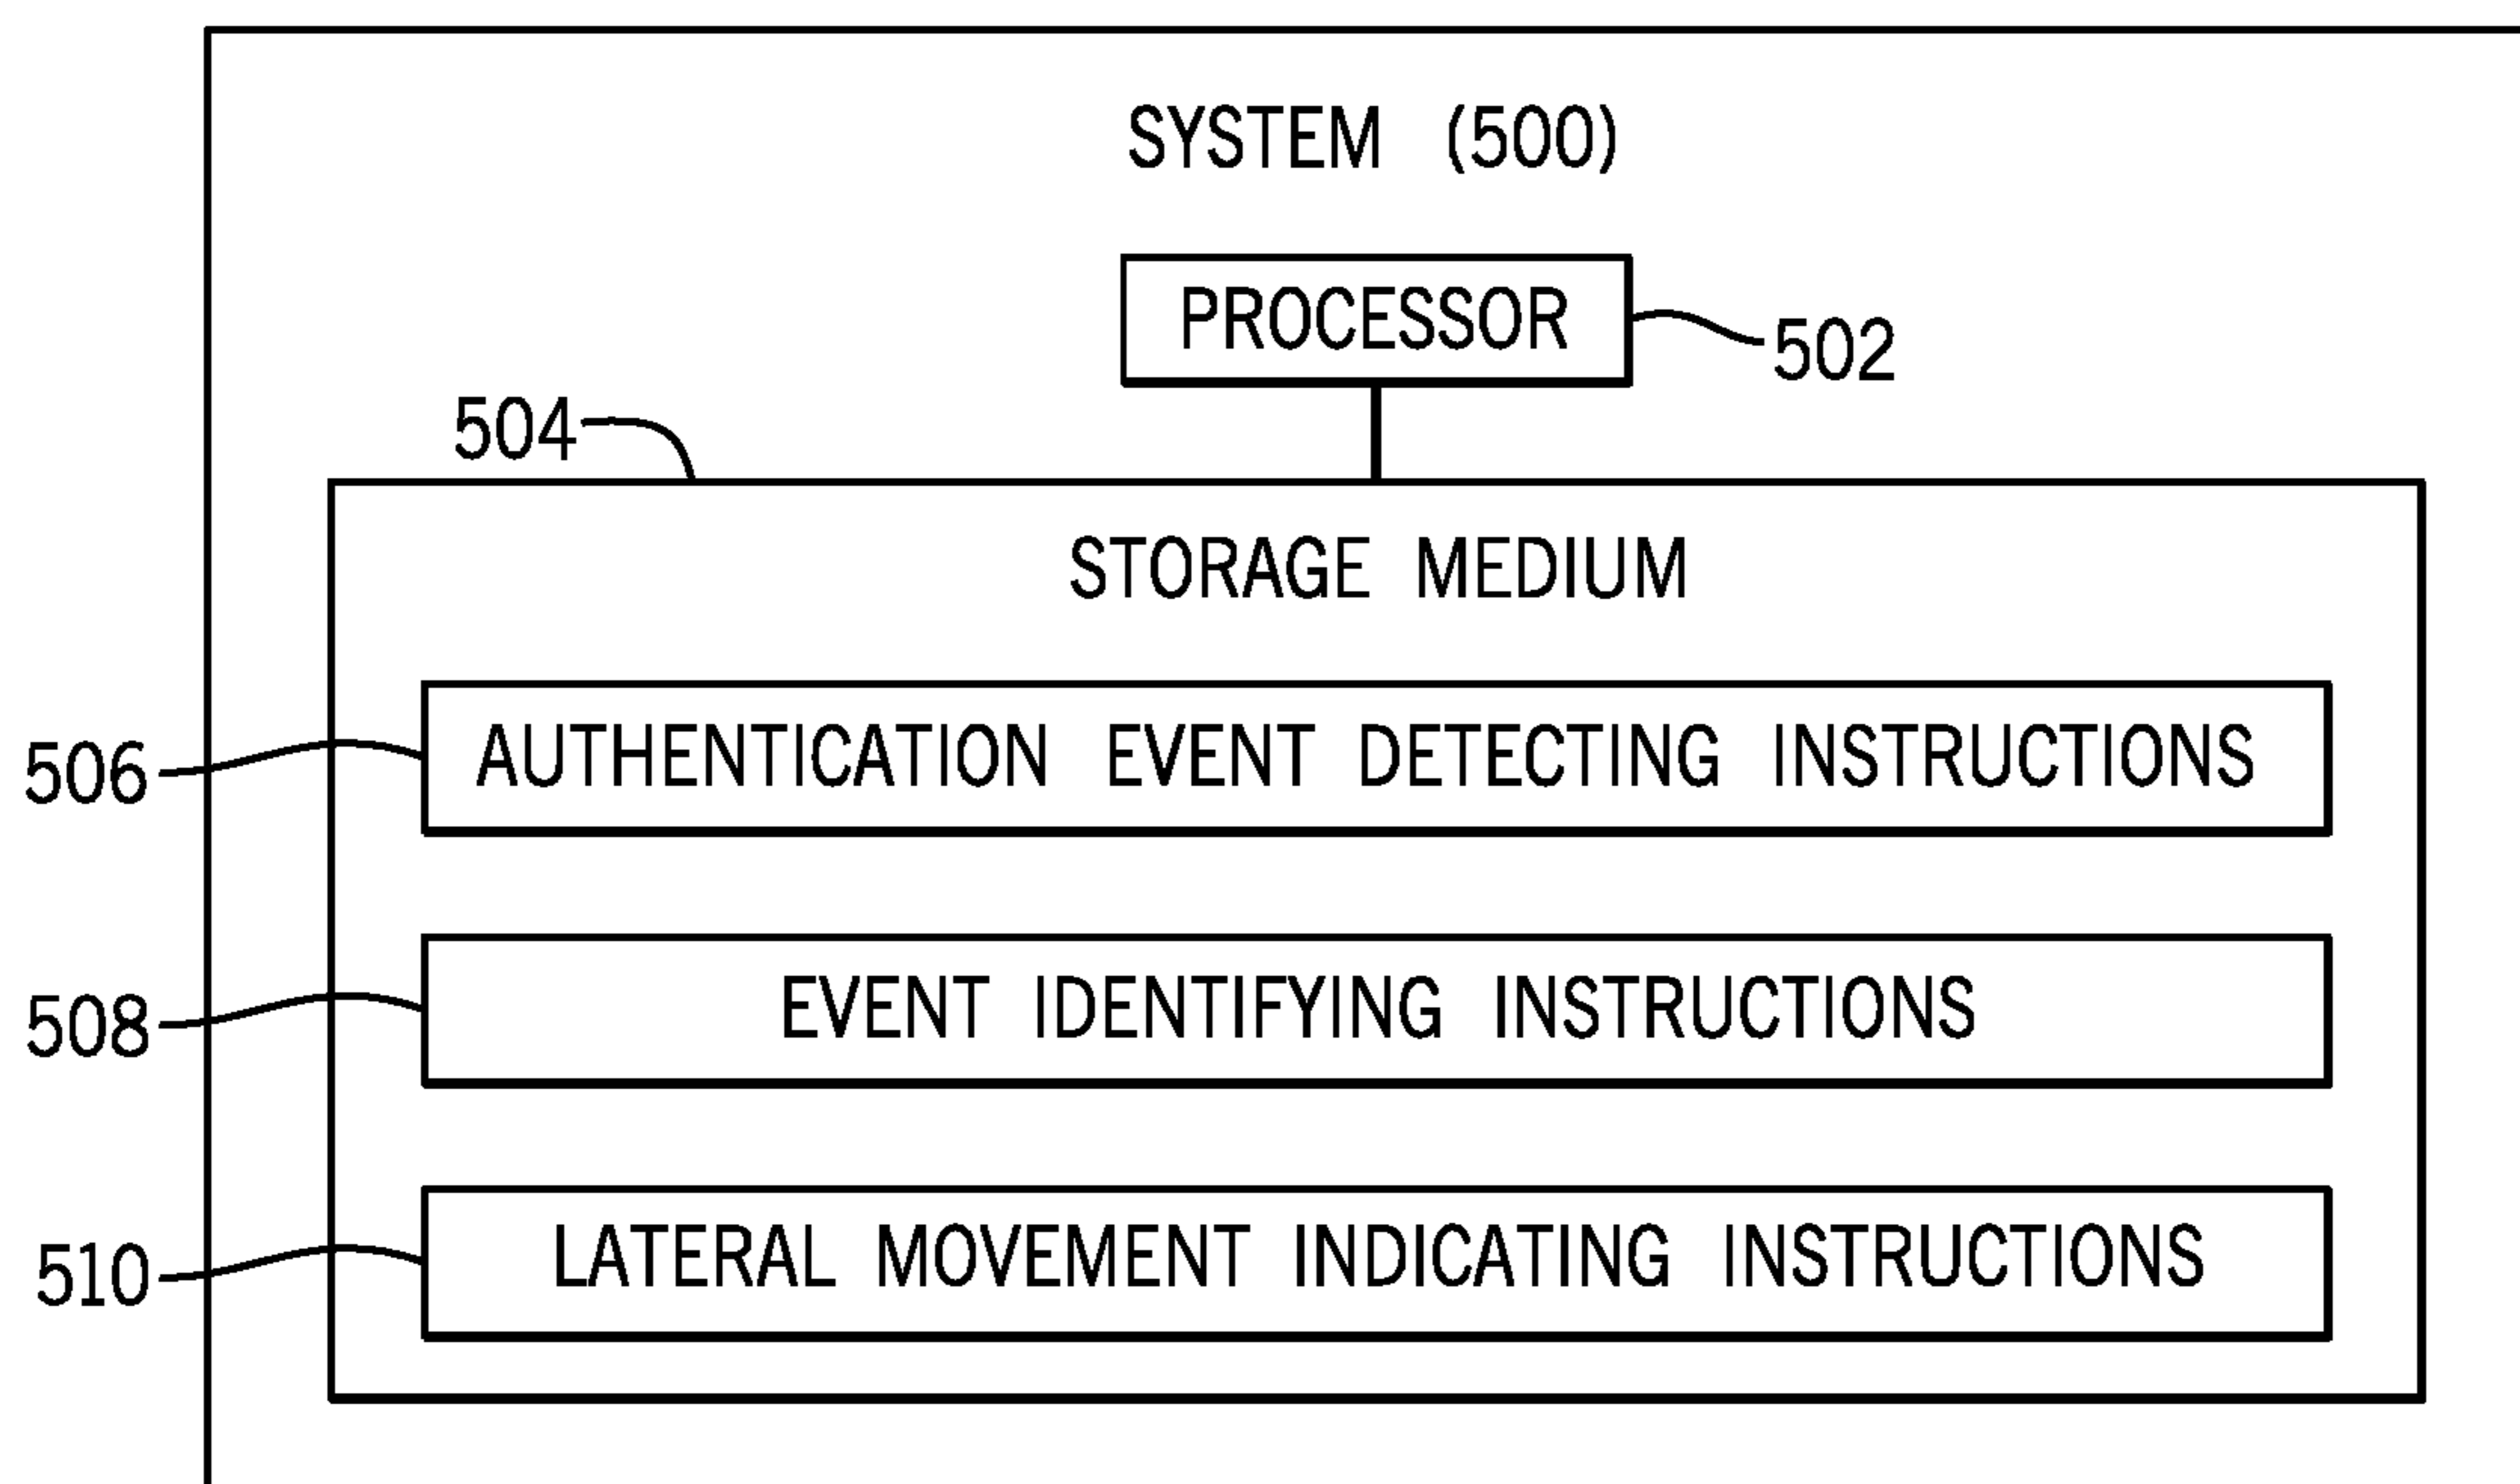 SYSTEM (500)
PROCESSOR
502
504
STORAGE MEDIUM
506
AUTHENTICATION EVENT DETECTING INSTRUCTIONS
508
EVENT IDENTIFYING INSTRUCTIONS
510
LATERAL MOVEMENT INDICATING INSTRUCTIONS